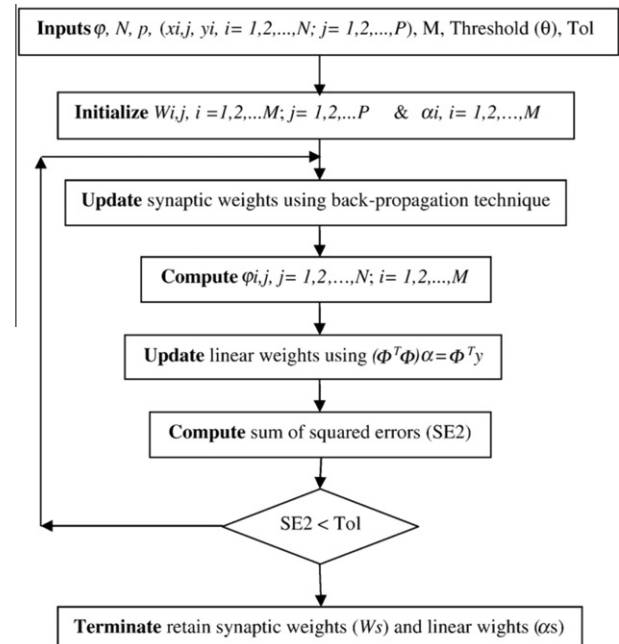 Inputs φ, N, p, (xi,j, yi, i= 1,2,...,N; j= 1,2,...,P), M, Threshold (θ), Tol
Initialize Wi,j, i =1,2,...M; j= 1,2,...P & αi, i= 1,2,...,M
Update synaptic weights using back-propagation technique
Compute φi,j, j= 1,2,...,N; i= 1,2,...,M
Update linear weights using (Φ^TΦ)α=Φ^Ty
Compute sum of squared errors (SE2)
SE2 < Tol
Terminate retain synaptic weights (Ws) and linear wights (αs)